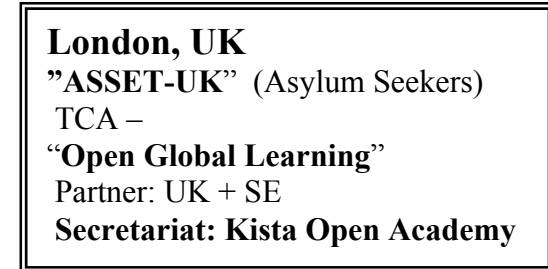 London, UK
”ASSET-UK” (Asylum Seekers)
TCA –
“Open Global Learning”
Partner: UK + SE
Secretariat: Kista Open Academy